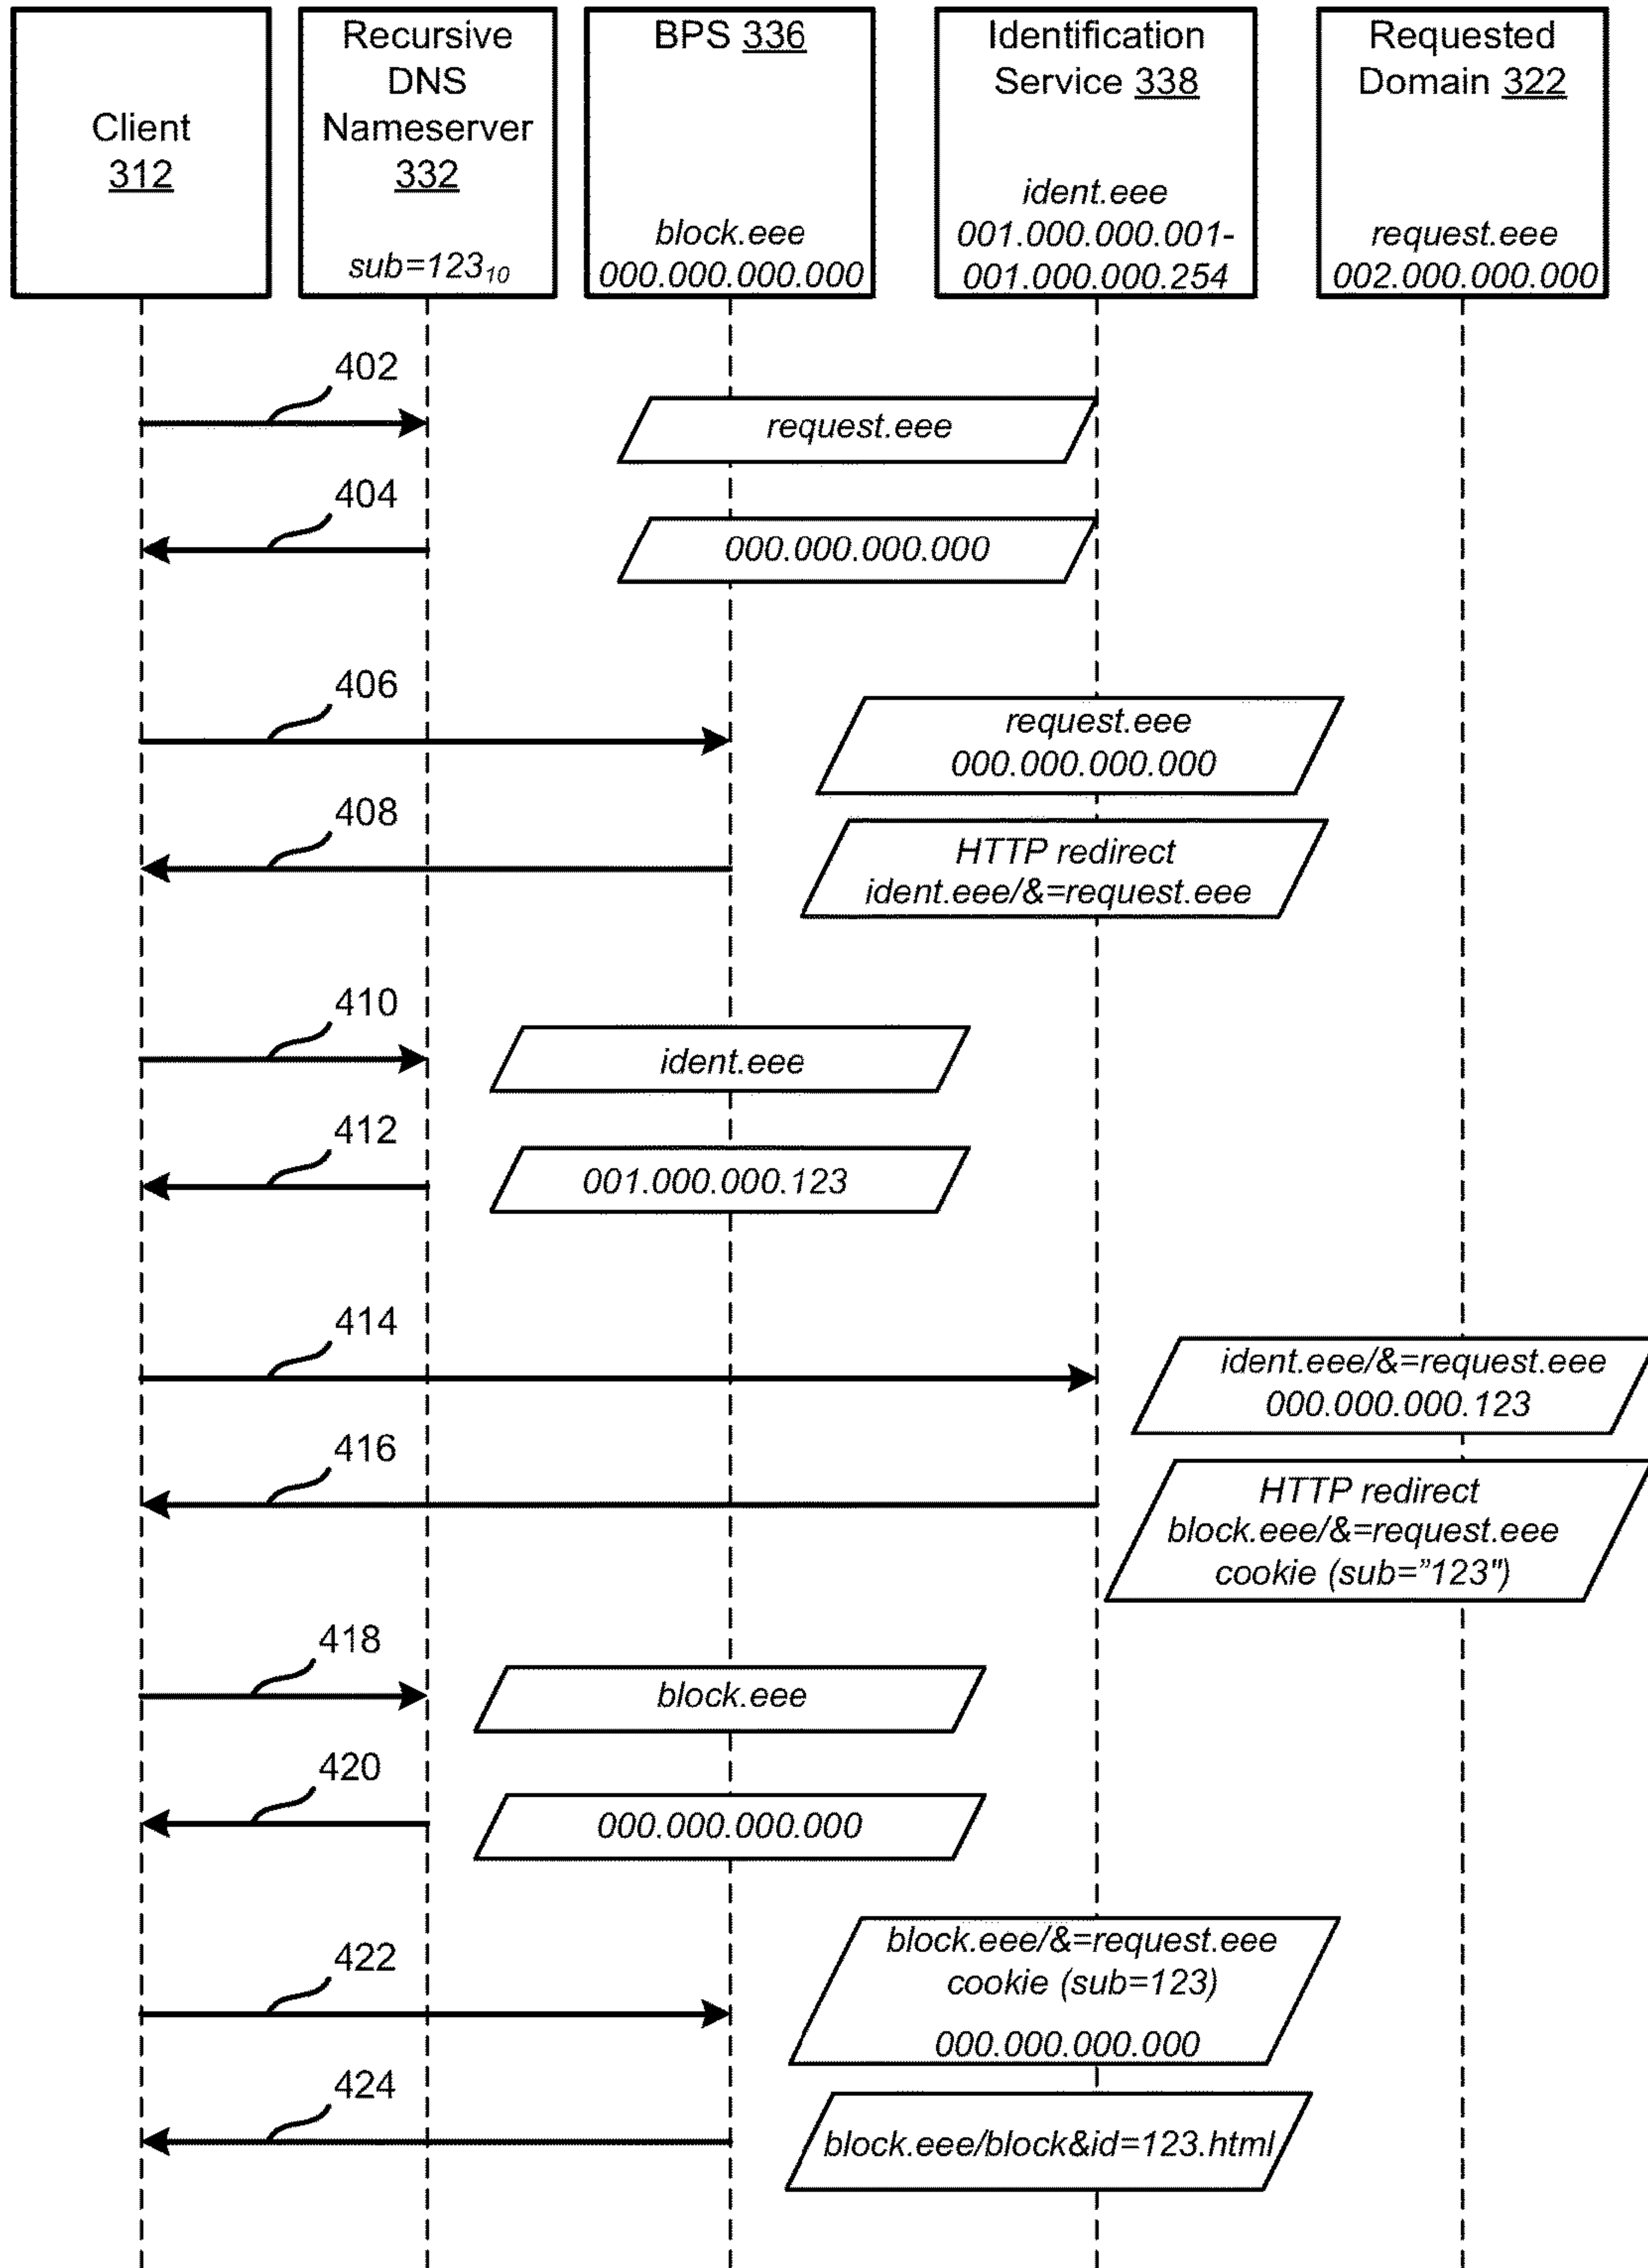 Client
312
Recursive
DNS
Nameserver
332
sub=123₁₀
BPS 336
block.eee
000.000.000.000
Identification
Service 338
ident.eee
001.000.000.001-
001.000.000.254
Requested
Domain 322
request.eee
002.000.000.000
402
request.eee
404
000.000.000.000
406
request.eee
000.000.000.000
408
HTTP redirect
ident.eee/&=request.eee
410
ident.eee
412
001.000.000.123
414
ident.eee/&=request.eee
000.000.000.123
416
HTTP redirect
block.eee/&=request.eee
cookie (sub=”123")
418
block.eee
420
000.000.000.000
422
block.eee/&=request.eee
cookie (sub=123)
000.000.000.000
424
block.eee/block&id=123.html